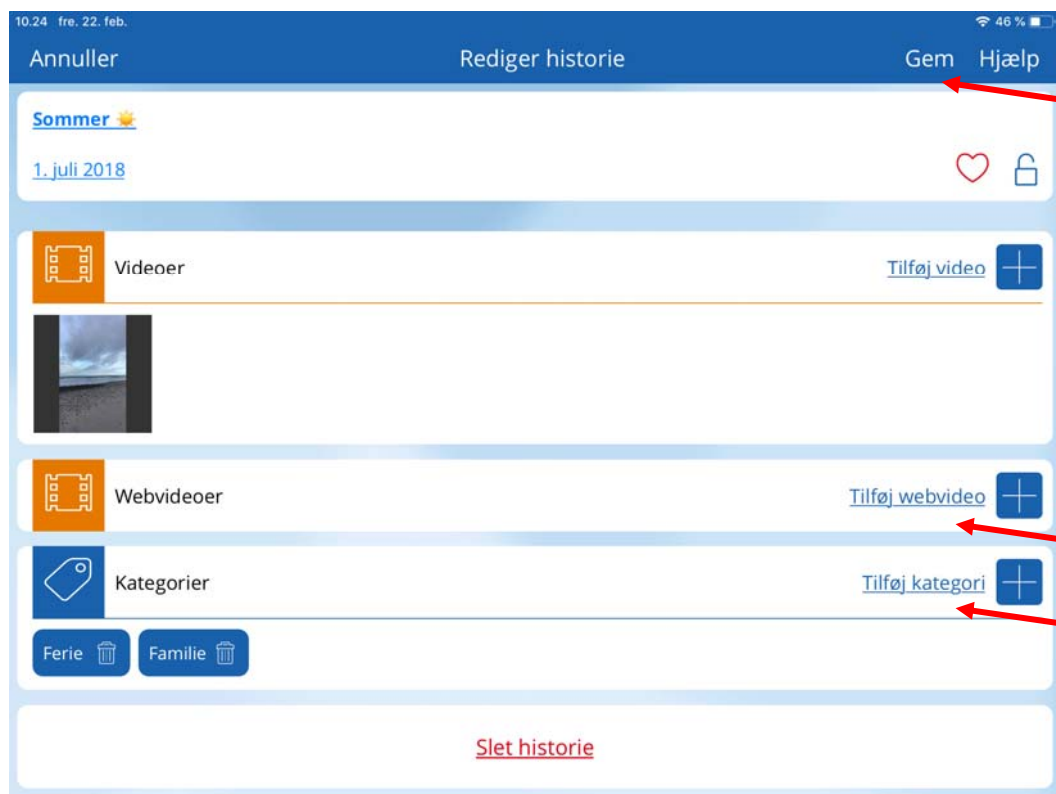 10.24 fre. 22. feb. 46 %
Annuller Rediger historie Gem Hjælp
Sommer ☀️
1. juli 2018
Videoer Tilføj video
Webvideoer Tilføj webvideo
Kategorier Tilføj kategori
Ferie Familie
Slet historie